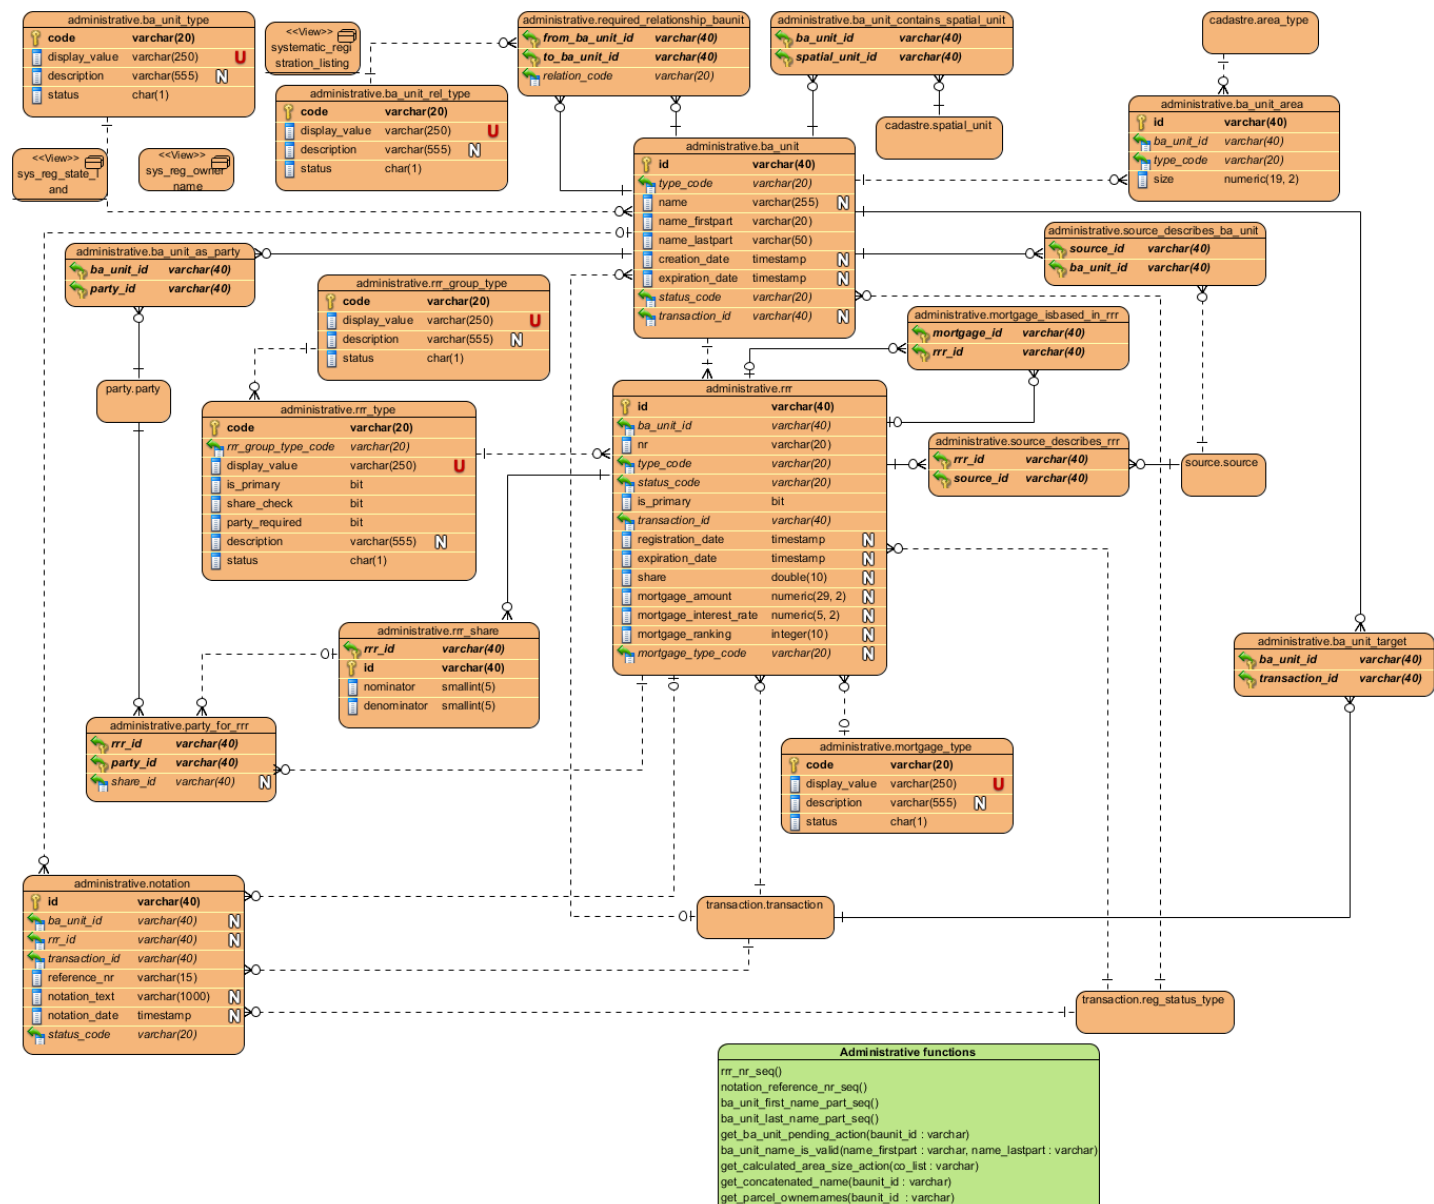 administrative.ba_unit_type
code varchar(20)
display_value varchar(250) U
description varchar(555) N
status char(1)
<<View>>
systematic_regi
stration_listing
administrative.required_relationship_baunit
from_ba_unit_id varchar(40)
to_ba_unit_id varchar(40)
relation_code varchar(20)
administrative.ba_unit_contains_spatial_unit
ba_unit_id varchar(40)
spatial_unit_id varchar(40)
cadastre.area_type
administrative.ba_unit_rel_type
code varchar(20)
display_value varchar(250) U
description varchar(555) N
status char(1)
cadastre.spatial_unit
administrative.ba_unit_area
id varchar(40)
ba_unit_id varchar(40)
type_code varchar(20)
size numeric(19, 2)
<<View>>
sys_reg_state_l
and
<<View>>
sys_reg_owner
name
administrative.ba_unit
id varchar(40)
type_code varchar(20)
name varchar(255) N
name_firstpart varchar(20)
name_lastpart varchar(50)
creation_date timestamp N
expiration_date timestamp N
status_code varchar(20)
transaction_id varchar(40) N
administrative.source_describes_ba_unit
source_id varchar(40)
ba_unit_id varchar(40)
administrative.ba_unit_as_party
ba_unit_id varchar(40)
party_id varchar(40)
administrative.rrr_group_type
code varchar(20)
display_value varchar(250) U
description varchar(555) N
status char(1)
administrative.mortgage_isbased_in_rrr
mortgage_id varchar(40)
rrr_id varchar(40)
party.party
administrative.rrr_type
code varchar(20)
rrr_group_type_code varchar(20)
display_value varchar(250) U
is_primary bit
share_check bit
party_required bit
description varchar(555) N
status char(1)
administrative.rrr
id varchar(40)
ba_unit_id varchar(40)
nr varchar(20)
type_code varchar(20)
status_code varchar(20)
is_primary bit
transaction_id varchar(40)
registration_date timestamp N
expiration_date timestamp N
share double(10) N
mortgage_amount numeric(29, 2) N
mortgage_interest_rate numeric(5, 2) N
mortgage_ranking integer(10) N
mortgage_type_code varchar(20) N
administrative.source_describes_rrr
rrr_id varchar(40)
source_id varchar(40)
source.source
administrative.rrr_share
rrr_id varchar(40)
id varchar(40)
nominator smallint(5)
denominator smallint(5)
administrative.ba_unit_target
ba_unit_id varchar(40)
transaction_id varchar(40)
administrative.party_for_rrr
rrr_id varchar(40)
party_id varchar(40)
share_id varchar(40) N
administrative.mortgage_type
code varchar(20)
display_value varchar(250) U
description varchar(555) N
status char(1)
administrative.notation
id varchar(40)
ba_unit_id varchar(40) N
rrr_id varchar(40) N
transaction_id varchar(40)
reference_nr varchar(15)
notation_text varchar(1000) N
notation_date timestamp N
status_code varchar(20)
transaction.transaction
transaction.reg_status_type
Administrative functions
rrr_nr_seq()
notation_reference_nr_seq()
ba_unit_first_name_part_seq()
ba_unit_last_name_part_seq()
get_ba_unit_pending_action(baunit_id : varchar)
ba_unit_name_is_valid(name_firstpart : varchar, name_lastpart : varchar)
get_calculated_area_size_action(co_list : varchar)
get_concatenated_name(baunit_id : varchar)
get_parcel_ownernames(baunit_id : varchar)